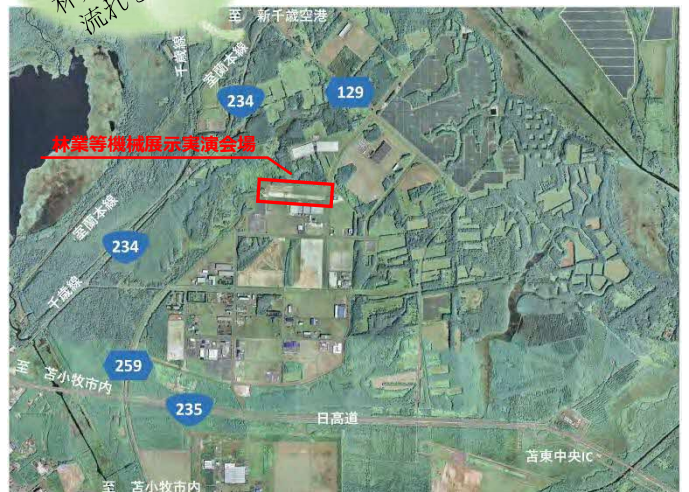 流れ
至 新千歳空港
千歳線
室蘭本線
234
129
林業等機械展示実演会場
室蘭本線
234
千歳線
259
至 苫小牧市内
235
日高道
苫東中央IC
至 苫小牧市内